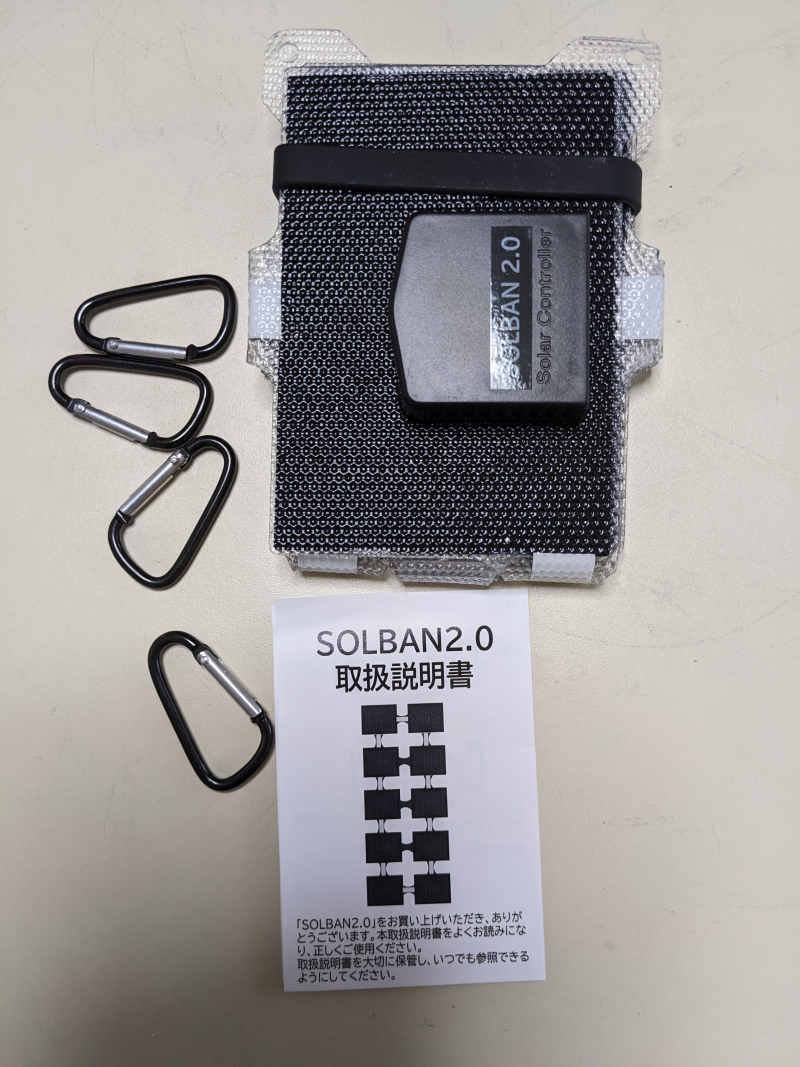 SOLBAN 2.0
Solar Controller
SOLBAN2.0
取扱説明書
「SOLBAN2.0」をお買い上げいただき、ありが
とうございます。本取扱説明書をよくお読みにな
り、正しくご使用ください。
取扱説明書を大切に保管し、いつでも参照できる
ようにしてください。